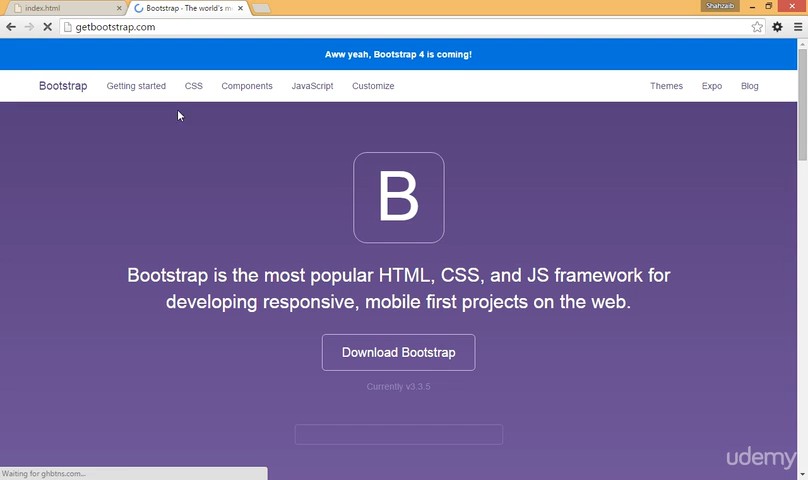 index.html
Bootstrap - The world's m
Shahzaib
getbootstrap.com
Aww yeah, Bootstrap 4 is coming!
Bootstrap Getting started CSS Components JavaScript Customize Themes Expo Blog
B
Bootstrap is the most popular HTML, CSS, and JS framework for
developing responsive, mobile first projects on the web.
Download Bootstrap
Currently v3.3.5
Waiting for ghbtns.com...
udemy